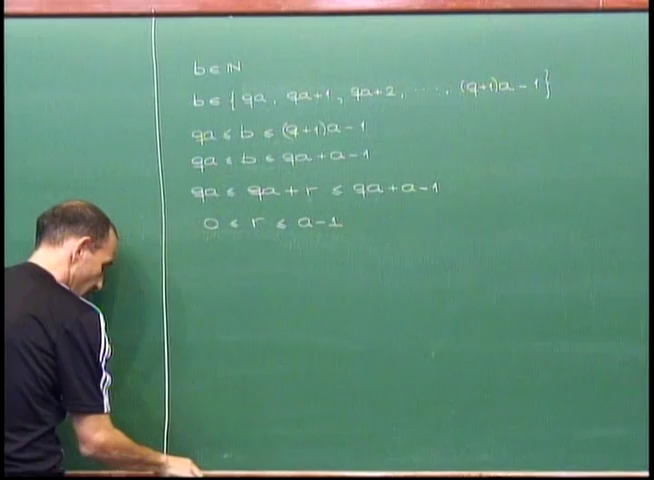 b ∈ ℕ
b ∈ { qa, qa+1, qa+2, ....., (q+1)a-1 }
qa ≤ b ≤ (q+1)a-1
qa ≤ b ≤ qa+a-1
qa ≤ qa+r ≤ qa+a-1
0 ≤ r ≤ a-1